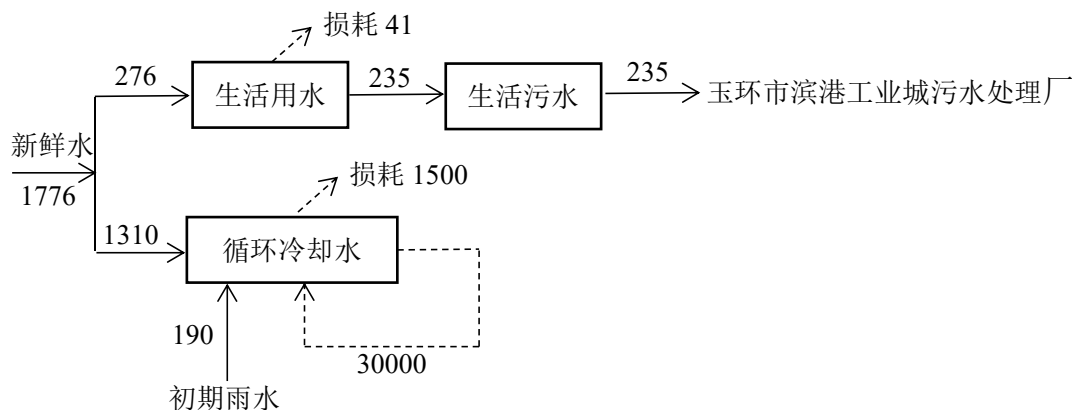 损耗 41
276
生活用水
235
生活污水
235
玉环市滨港工业城污水处理厂
新鲜水
1776
损耗 1500
1310
循环冷却水
190
30000
初期雨水